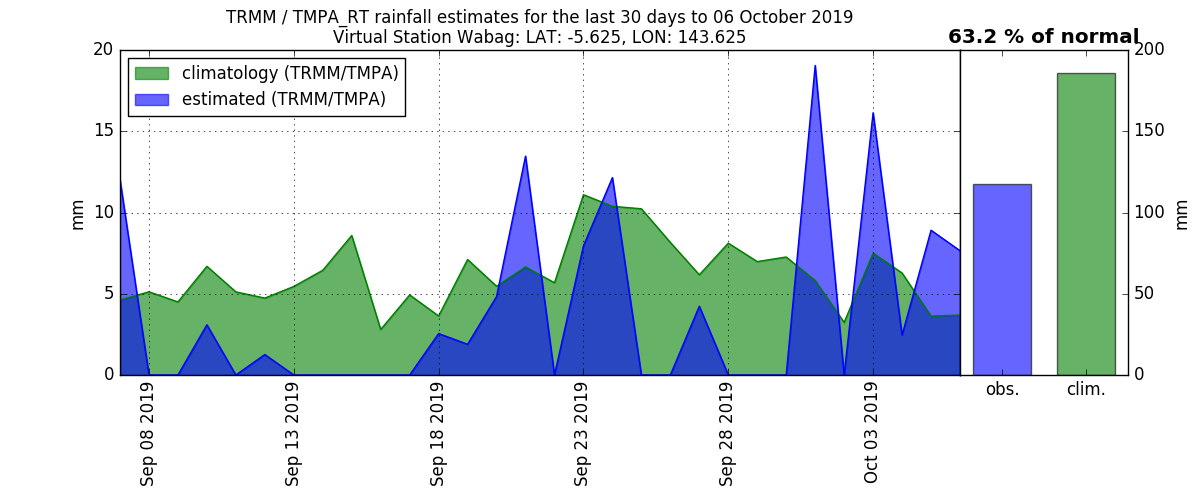 TRMM / TMPA_RT rainfall estimates for the last 30 days to 06 October 2019
Virtual Station Wabag: LAT: -5.625, LON: 143.625
63.2 % of normal
climatology (TRMM/TMPA)
estimated (TRMM/TMPA)
20
15
10
5
0
mm
200
150
100
50
0
mm
Sep 08 2019
Sep 13 2019
Sep 18 2019
Sep 23 2019
Sep 28 2019
Oct 03 2019
obs.
clim.